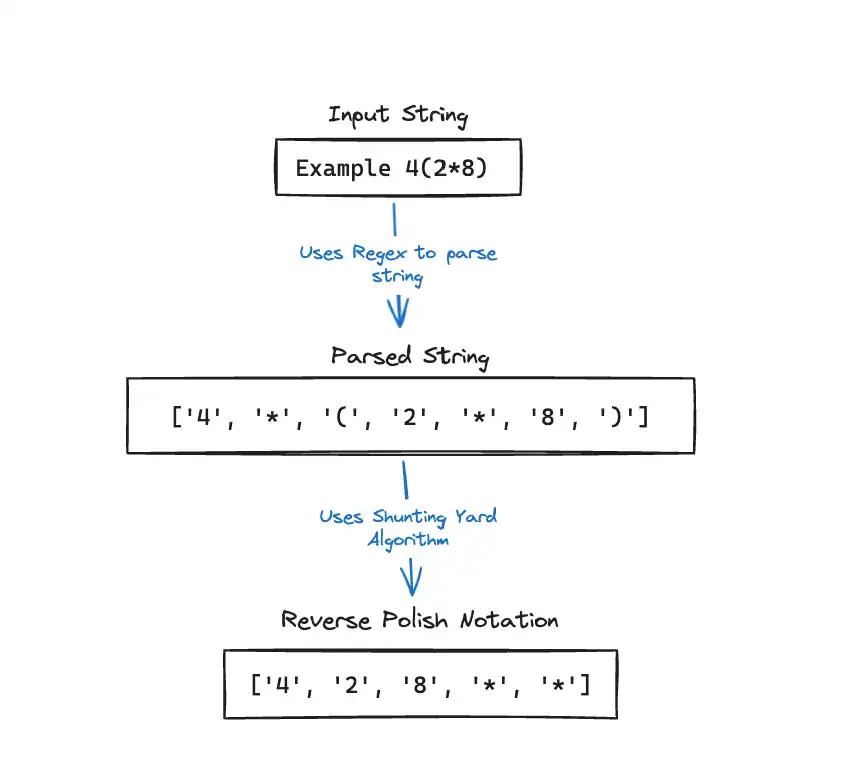 Input String
Example 4(2*8)
Uses Regex to parse
string
Parsed String
['4', '*', '(', '2', '*', '8', ')']
Uses Shunting Yard
Algorithm
Reverse Polish Notation
['4', '2', '8', '*', '*']